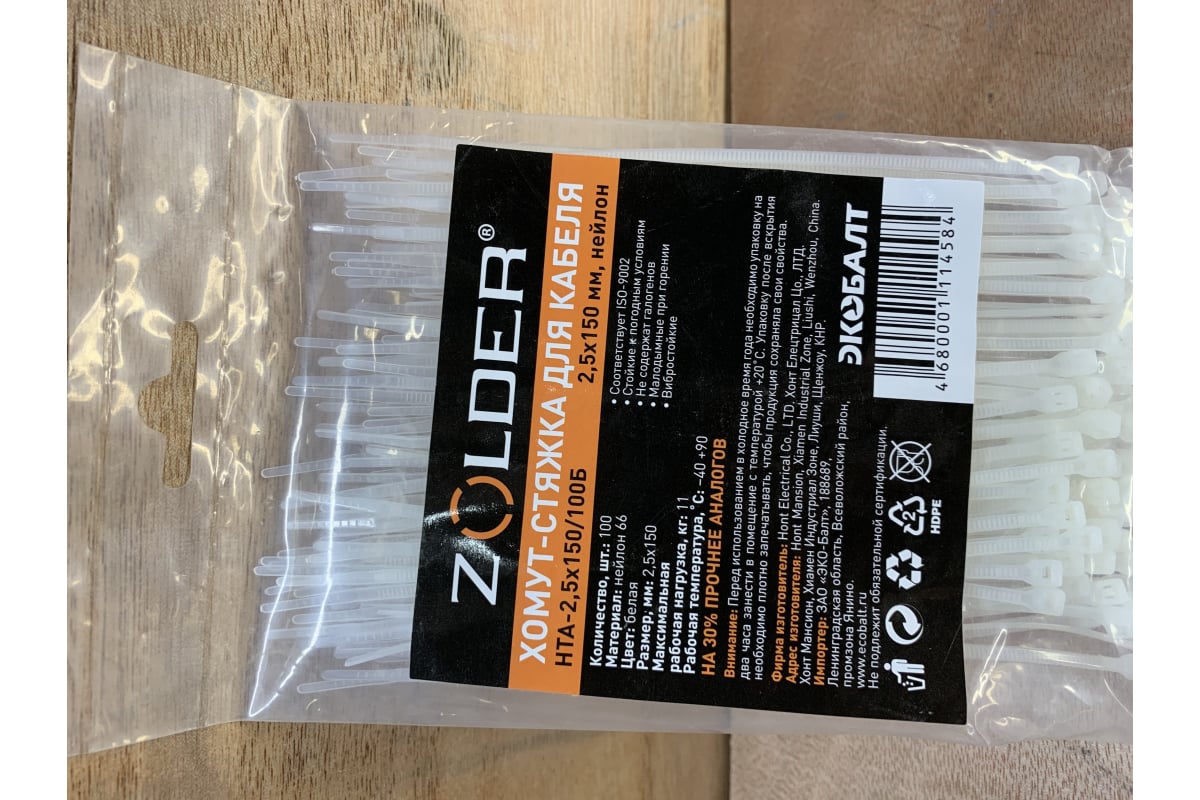 ZOLDER®
ХОМУТ-СТЯЖКА ДЛЯ КАБЕЛЯ
НТА-2,5х150/100Б 2,5х150 мм, нейлон
Количество, шт.: 100
Материал: нейлон 66
Цвет: белая
Размер, мм: 2,5х150
Максимальная
рабочая нагрузка, кг: 11
Рабочая температура,°С: −40 +90
НА 30% ПРОЧНЕЕ АНАЛОГОВ
• Соответствует ISO-9002
• Стойкие к погодным условиям
• Не содержат галогенов
• Малодымные при горении
• Вибростойкие
Внимание: Перед использованием в холодное время года необходимо упаковку на
два часа занести в помещение с температурой +20°С. Упаковку после вскрытия
необходимо плотно запечатывать, чтобы продукция сохраняла свои свойства.
Фирма изготовитель: Hont Electrical Co., LTD, Хонт Електрицал Цо., ЛТД.
Адрес изготовителя: Hont Mansion, Xiamen Industrial Zone, Liushi, Wenzhou, China.
Хонт Мансион, Хиамен Индустриал Зоне, Лиуши, Щенжоу, КНР.
Импортер: ЗАО «ЭКО-Балт», 188689,
Ленинградская область, Всеволожский район,
промзона Янино.
www.ecobalt.ru
Не подлежит обязательной сертификации.
2
HDPE
ЭКОБАЛТ
4680001114584